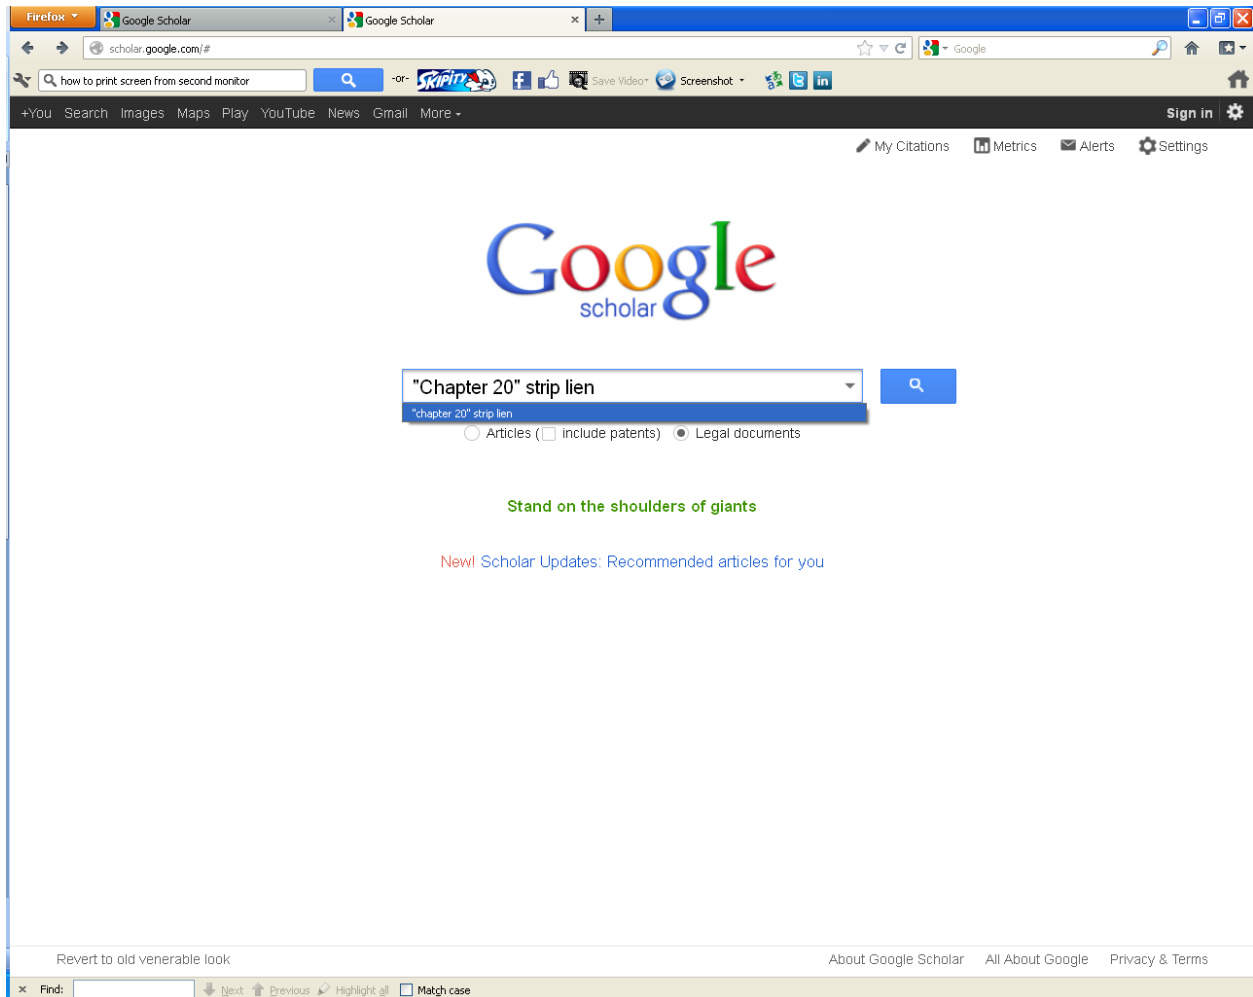 Firefox Google Scholar Google Scholar
scholar.google.com/# Google
how to print screen from second monitor -or- SKIPITY Save Video Screenshot
+You Search Images Maps Play YouTube News Gmail More Sign in
My Citations Metrics Alerts Settings
Google
scholar
"Chapter 20" strip lien
"chapter 20" strip lien
Articles ( include patents) Legal documents
Stand on the shoulders of giants
New! Scholar Updates: Recommended articles for you
Revert to old venerable look About Google Scholar All About Google Privacy & Terms
× Find: Next Previous Highlight all Match case